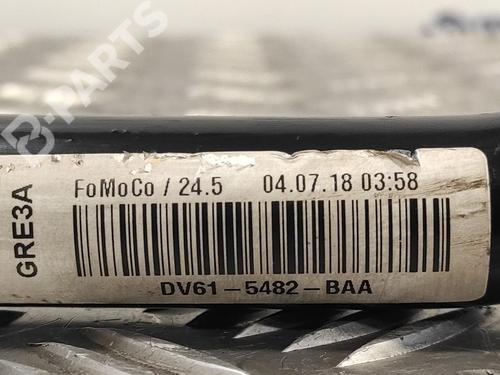 B-PARTS
GRE3A
FoMoCo / 24.5 04.07.18 03:58
DV61-5482-BAA